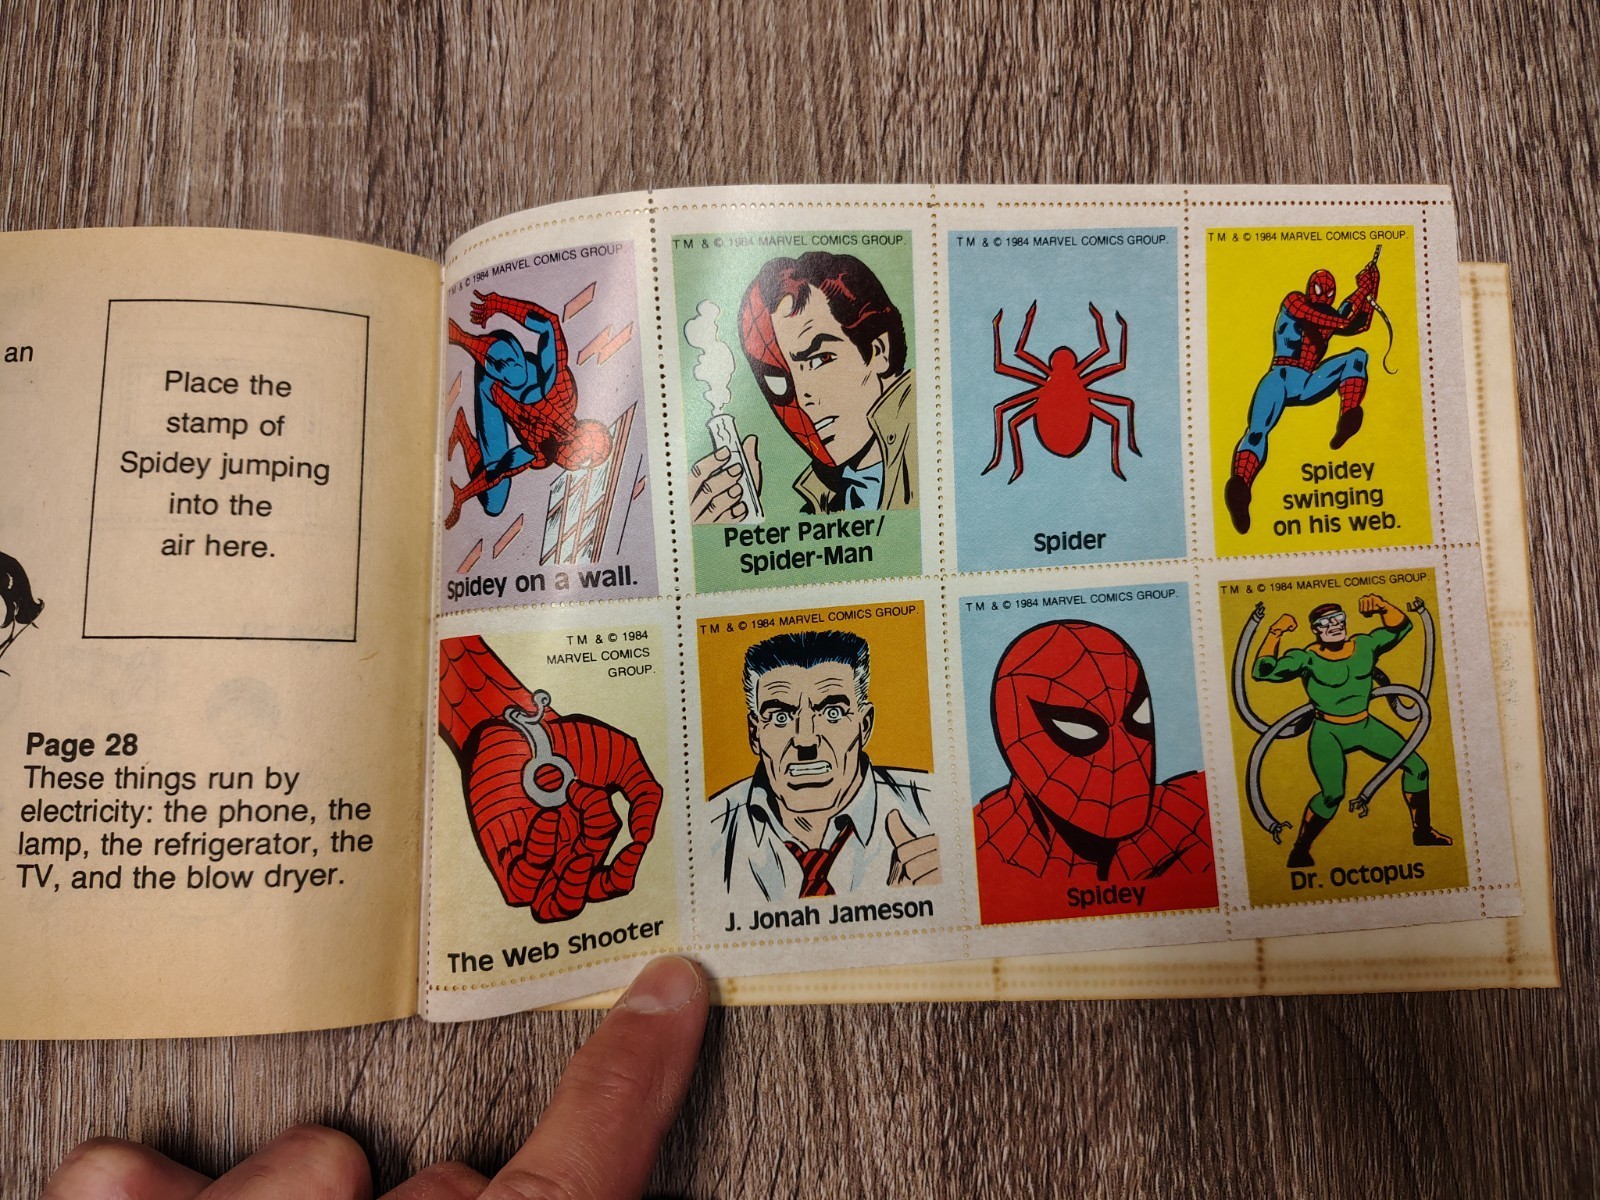 an
Place the
stamp of
Spidey jumping
into the
air here.
Page 28
These things run by
electricity: the phone, the
lamp, the refrigerator, the
TV, and the blow dryer.
TM & © 1984 MARVEL COMICS GROUP.
Spidey on a wall.
TM & © 1984 MARVEL COMICS GROUP.
Peter Parker/
Spider-Man
TM & © 1984 MARVEL COMICS GROUP.
Spider
TM & © 1984 MARVEL COMICS GROUP.
Spidey
swinging
on his web.
TM & © 1984
MARVEL COMICS
GROUP.
The Web Shooter
TM & © 1984 MARVEL COMICS GROUP.
J. Jonah Jameson
TM & © 1984 MARVEL COMICS GROUP.
Spidey
TM & © 1984 MARVEL COMICS GROUP.
Dr. Octopus